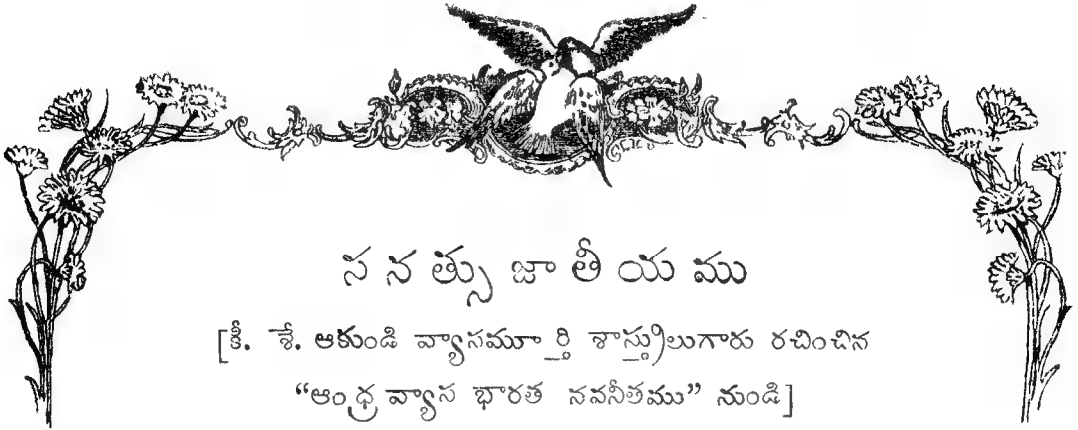 సనత్సుజాతీయము
[కీ. శే. ఆకుండి వ్యాసమూర్తి శాస్త్రులుగారు రచించిన
“ఆంధ్ర వ్యాస భారత నవనీతము” నుండి]